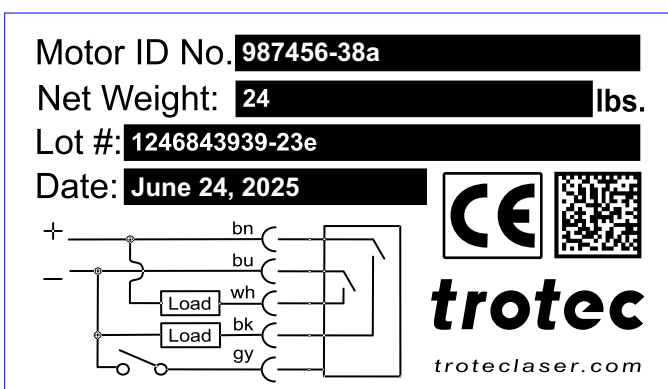 Motor ID No. 987456-38a
Net Weight: 24 lbs.
Lot #: 1246843939-23e
Date: June 24, 2025
CE
+
bn
−
bu
wh
Load
bk
Load
gy
trotec
troteclaser.com